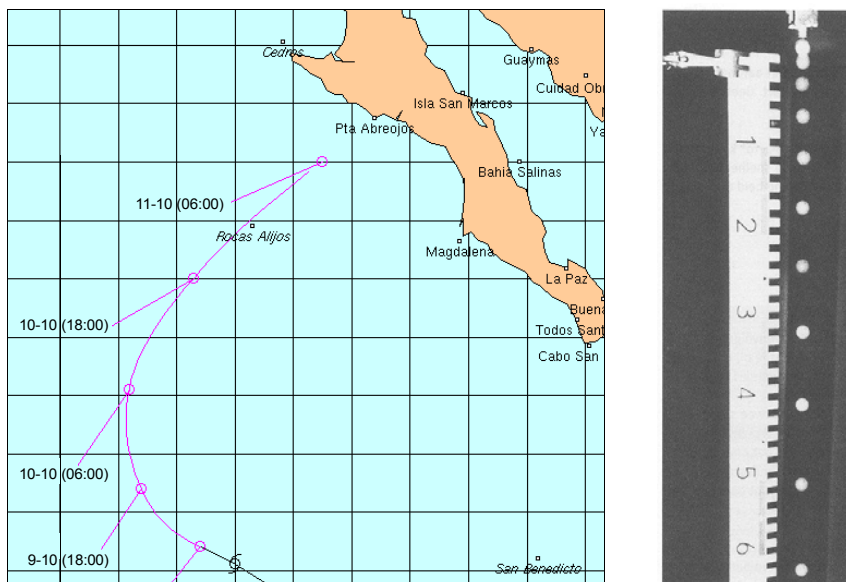 Cedros
Guaymas
Cuidad Obr
Isla San Marcos
Pta Abreojos
Ya
Bahia Salinas
11-10 (06:00)
Rocas Alijos
Magdalena
La Paz
Buena
10-10 (18:00)
Todos Sant
Cabo San
10-10 (06:00)
9-10 (18:00)
San Benedicto
1
2
3
4
5
6